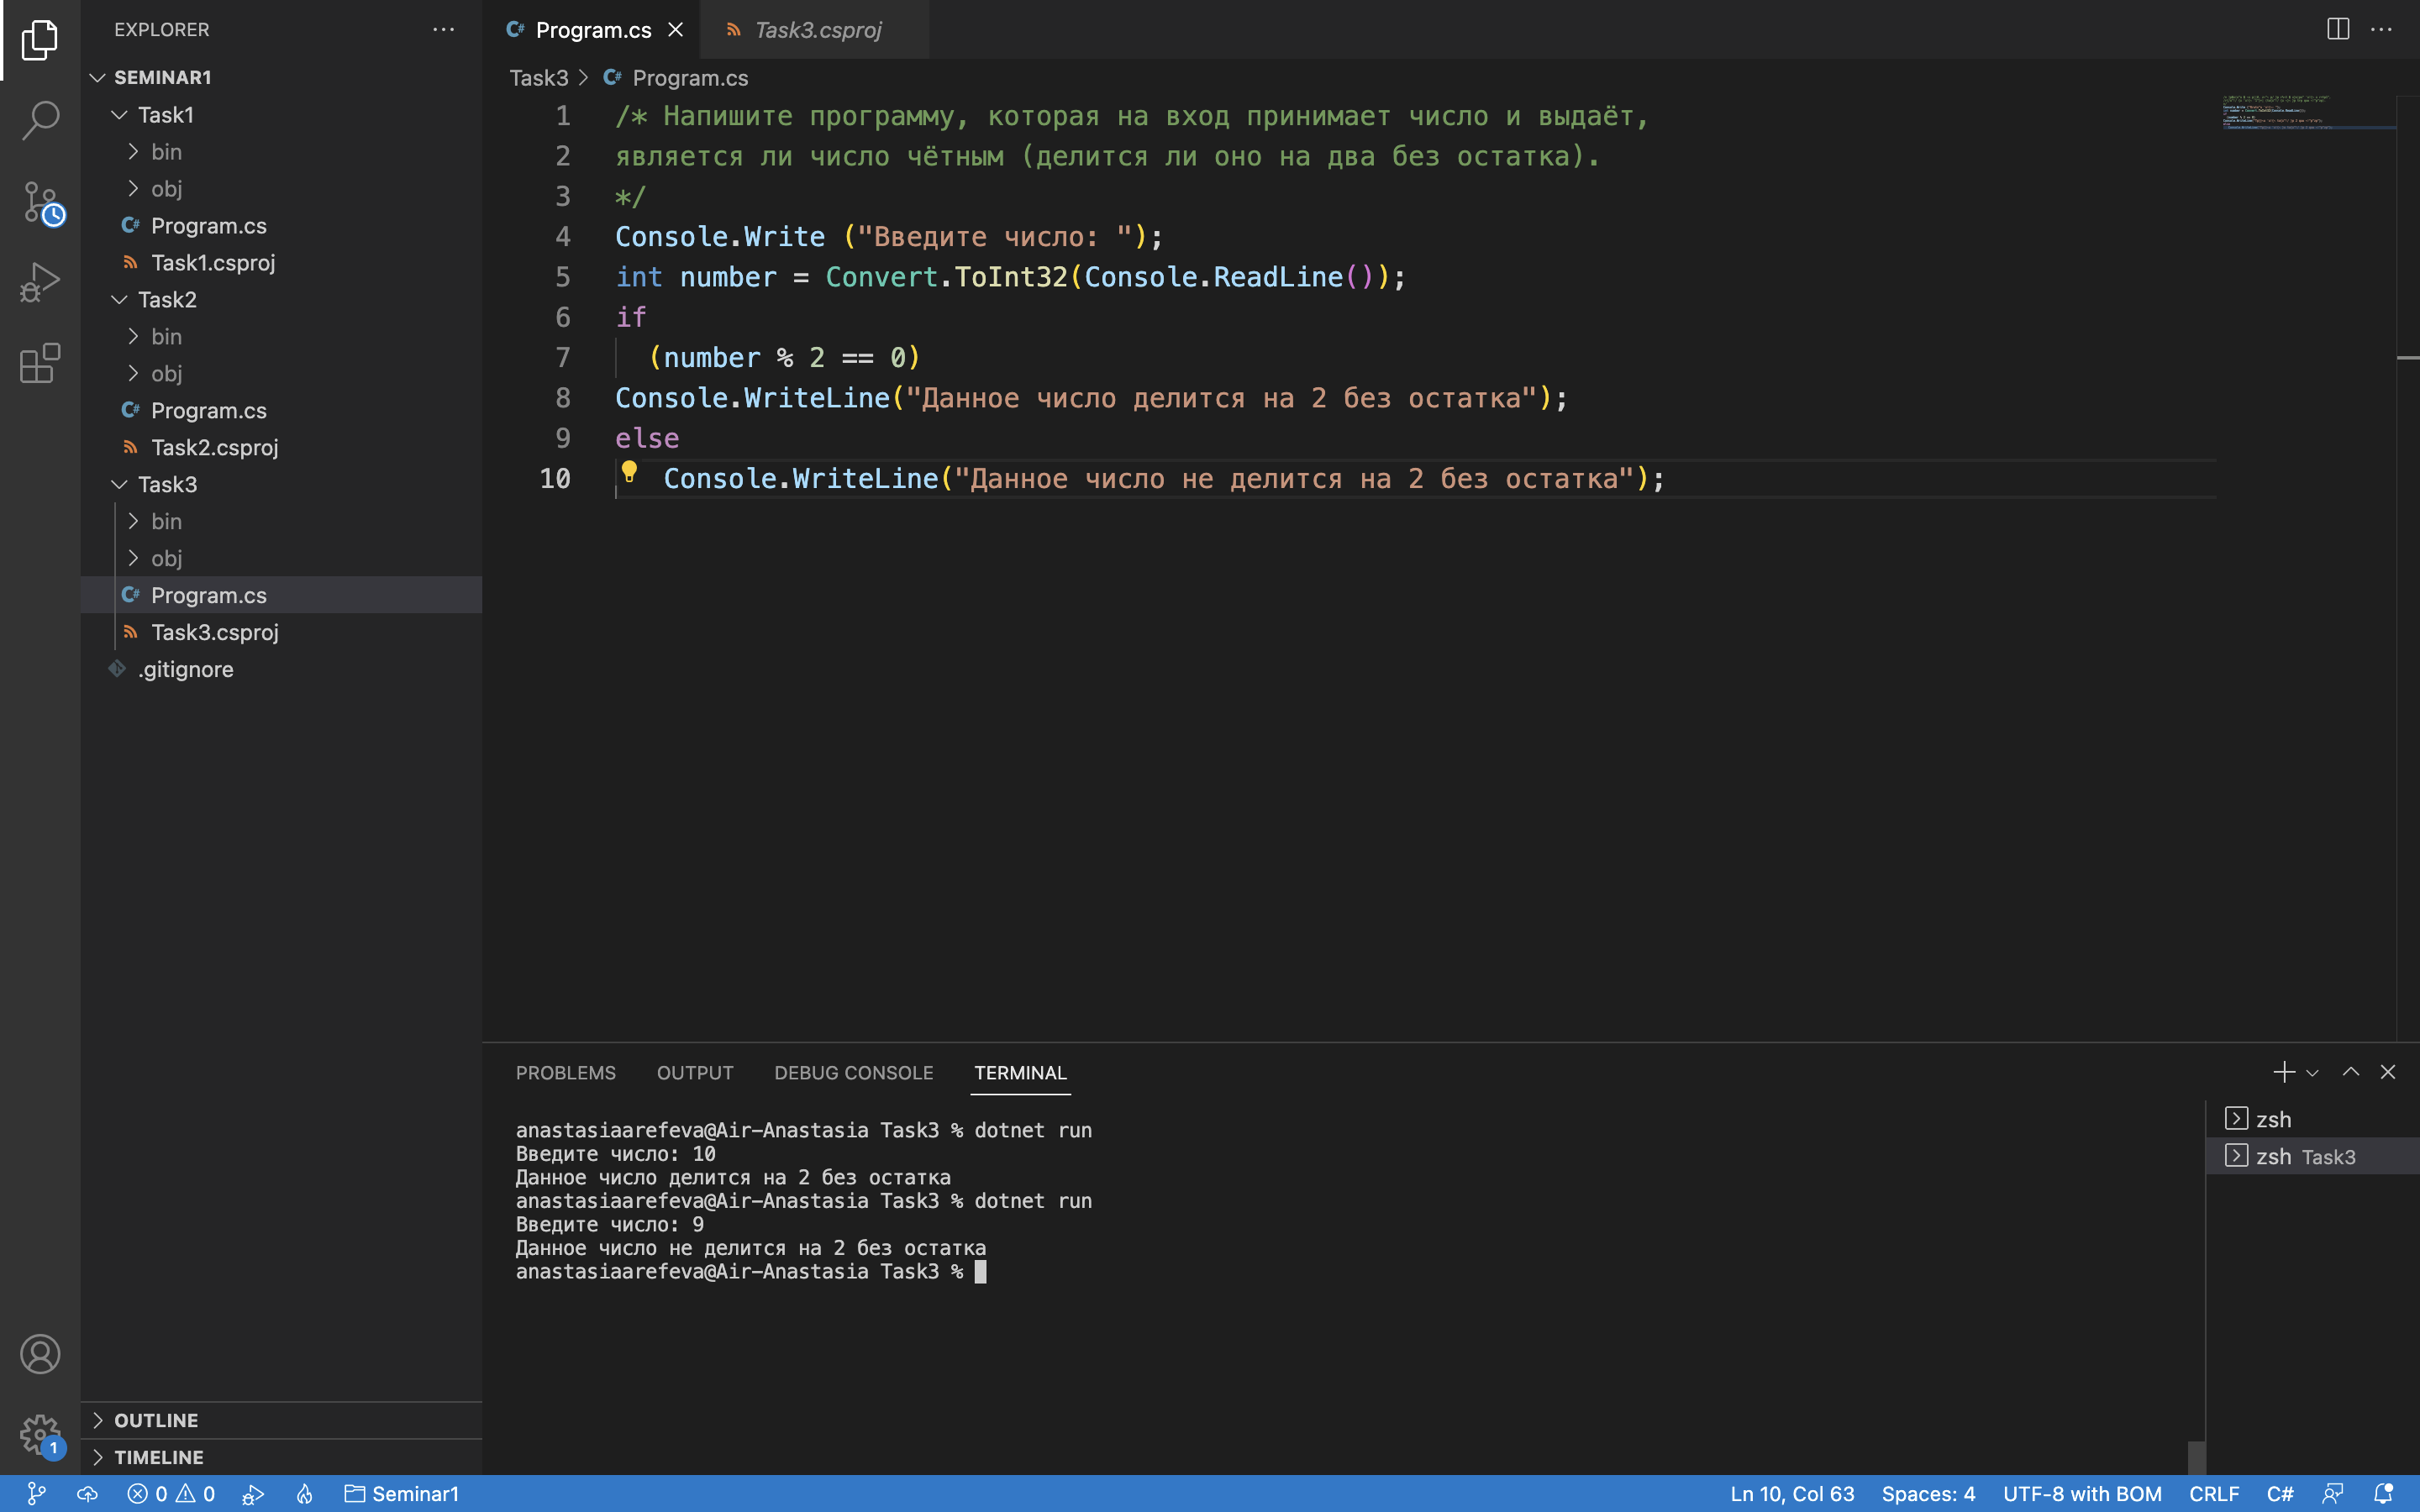 EXPLORER
SEMINAR1
Task1
bin
obj
Program.cs
Task1.csproj
Task2
bin
obj
Program.cs
Task2.csproj
Task3
bin
obj
Program.cs
Task3.csproj
.gitignore
OUTLINE
TIMELINE
Program.cs
Task3.csproj
Task3 > Program.cs
1 /* Напишите программу, которая на вход принимает число и выдаёт,
2 является ли число чётным (делится ли оно на два без остатка).
3 */
4 Console.Write ("Введите число: ");
5 int number = Convert.ToInt32(Console.ReadLine());
6 if
7 (number % 2 == 0)
8 Console.WriteLine("Данное число делится на 2 без остатка");
9 else
10 Console.WriteLine("Данное число не делится на 2 без остатка");
PROBLEMS OUTPUT DEBUG CONSOLE TERMINAL
anastasiaarefeva@Air-Anastasia Task3 % dotnet run
Введите число: 10
Данное число делится на 2 без остатка
anastasiaarefeva@Air-Anastasia Task3 % dotnet run
Введите число: 9
Данное число не делится на 2 без остатка
anastasiaarefeva@Air-Anastasia Task3 %
zsh
zsh Task3
1
0 0 Seminar1 Ln 10, Col 63 Spaces: 4 UTF-8 with BOM CRLF C#